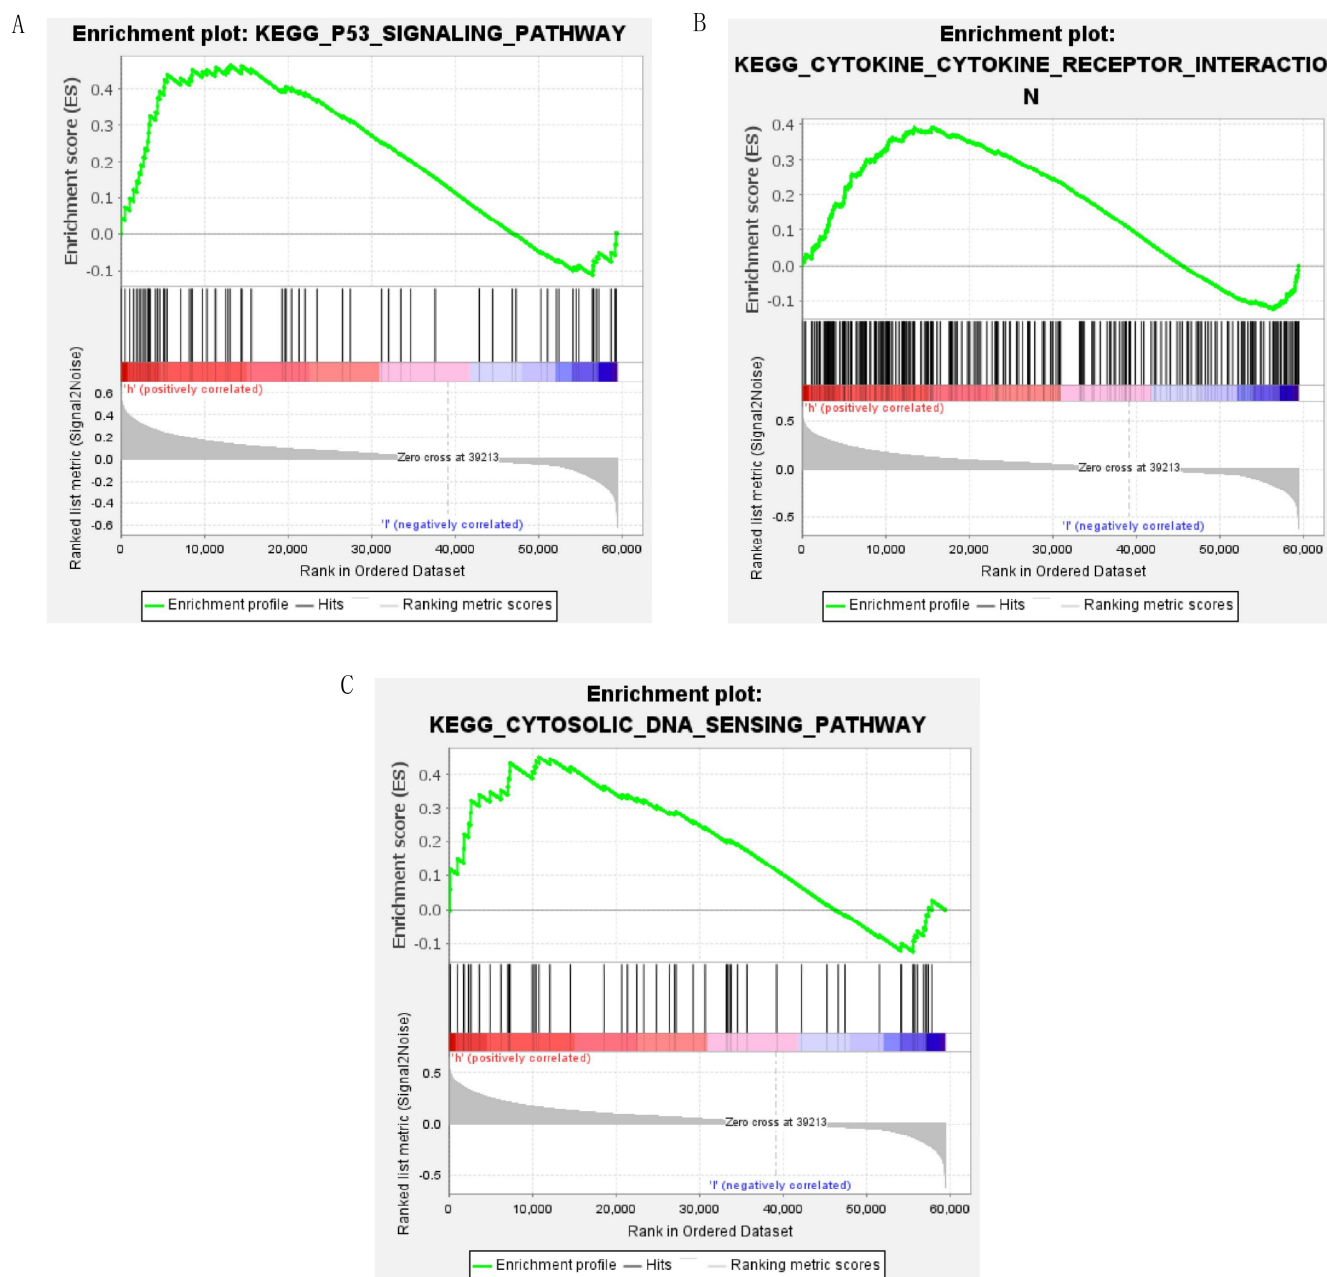 A
Enrichment plot: KEGG_P53_SIGNALING_PATHWAY
Enrichment score (ES)
0.4
0.3
0.2
0.1
0.0
-0.1
'h' (positively correlated)
Ranked list metric (Signal2Noise)
0.6
0.4
0.2
0.0
-0.2
-0.4
-0.6
Zero cross at 39213
'l' (negatively correlated)
0 10,000 20,000 30,000 40,000 50,000 60,000
Rank in Ordered Dataset
Enrichment profile Hits Ranking metric scores
B
Enrichment plot:
KEGG_CYTOKINE_CYTOKINE_RECEPTOR_INTERACTIO
N
Enrichment score (ES)
0.4
0.3
0.2
0.1
0.0
-0.1
'h' (positively correlated)
Ranked list metric (Signal2Noise)
0.5
0.0
-0.5
Zero cross at 39213
'l' (negatively correlated)
0 10,000 20,000 30,000 40,000 50,000 60,000
Rank in Ordered Dataset
Enrichment profile Hits Ranking metric scores
C
Enrichment plot:
KEGG_CYTOSOLIC_DNA_SENSING_PATHWAY
Enrichment score (ES)
0.4
0.3
0.2
0.1
0.0
-0.1
'h' (positively correlated)
Ranked list metric (Signal2Noise)
0.5
0.0
-0.5
Zero cross at 39213
'l' (negatively correlated)
0 10,000 20,000 30,000 40,000 50,000 60,000
Rank in Ordered Dataset
Enrichment profile Hits Ranking metric scores